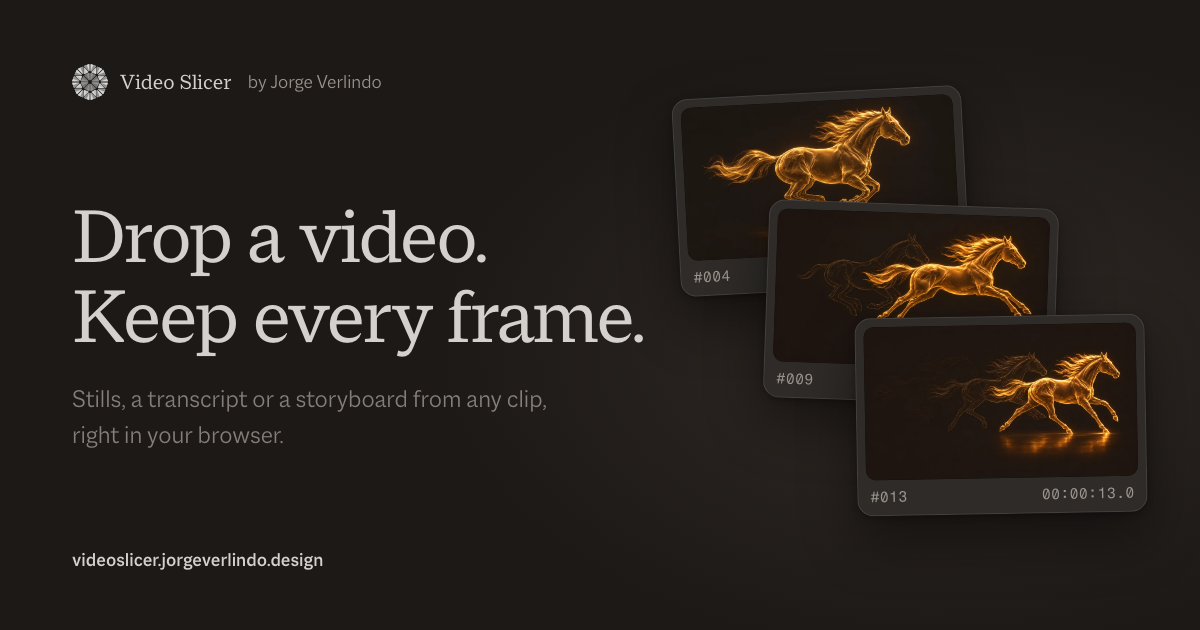 Video Slicer by Jorge Verlindo
Drop a video.
Keep every frame.
Stills, a transcript or a storyboard from any clip,
right in your browser.
videoslicer.jorgeverlindo.design
#004
#009
#013 00:00:13.0